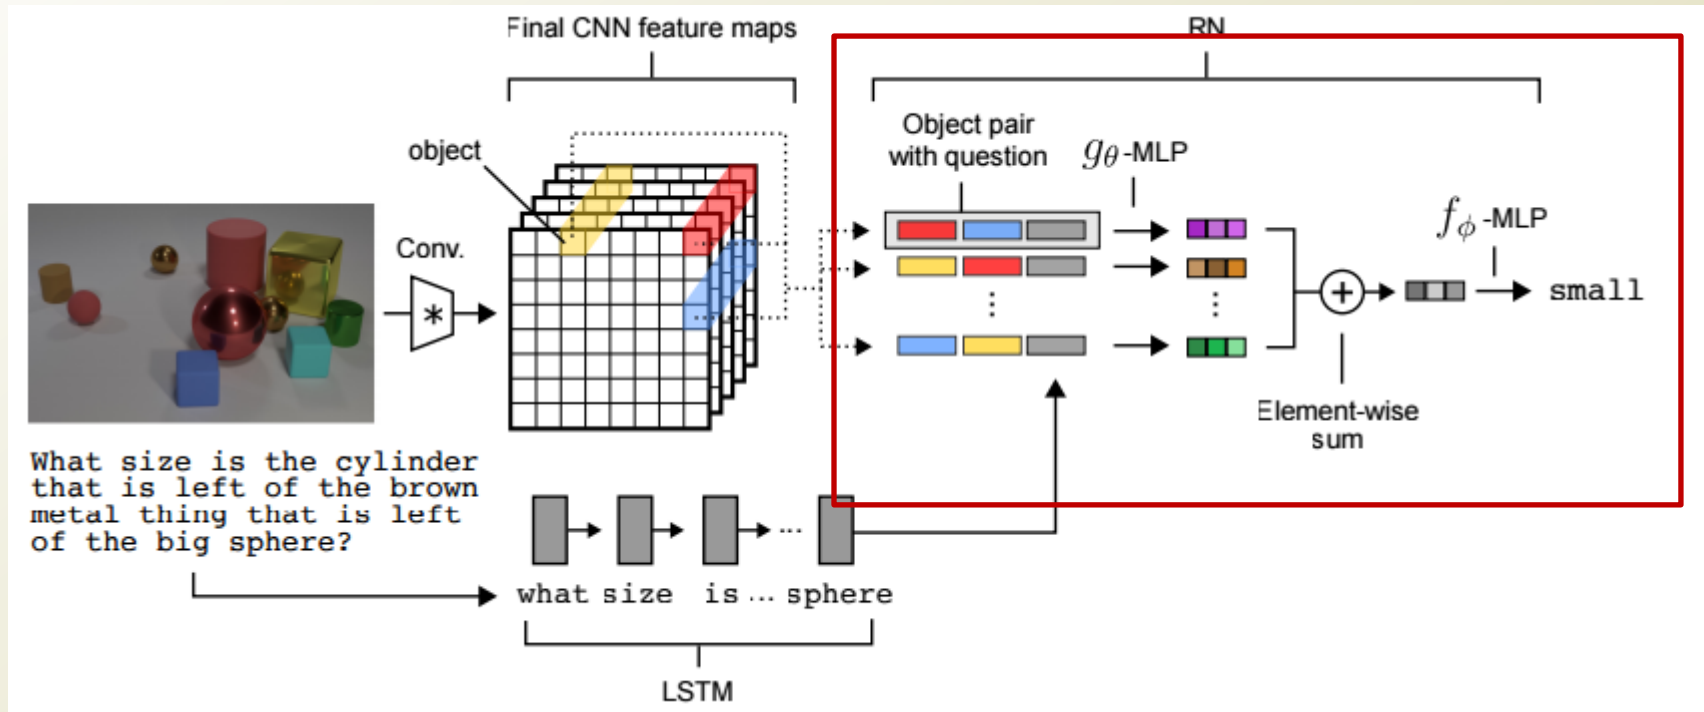 Final CNN feature maps
RN
object
Object pair
with question
gθ-MLP
fϕ-MLP
Conv.
*
small
+
Element-wise
sum
What size is the cylinder
that is left of the brown
metal thing that is left
of the big sphere?
...
what size is ... sphere
LSTM